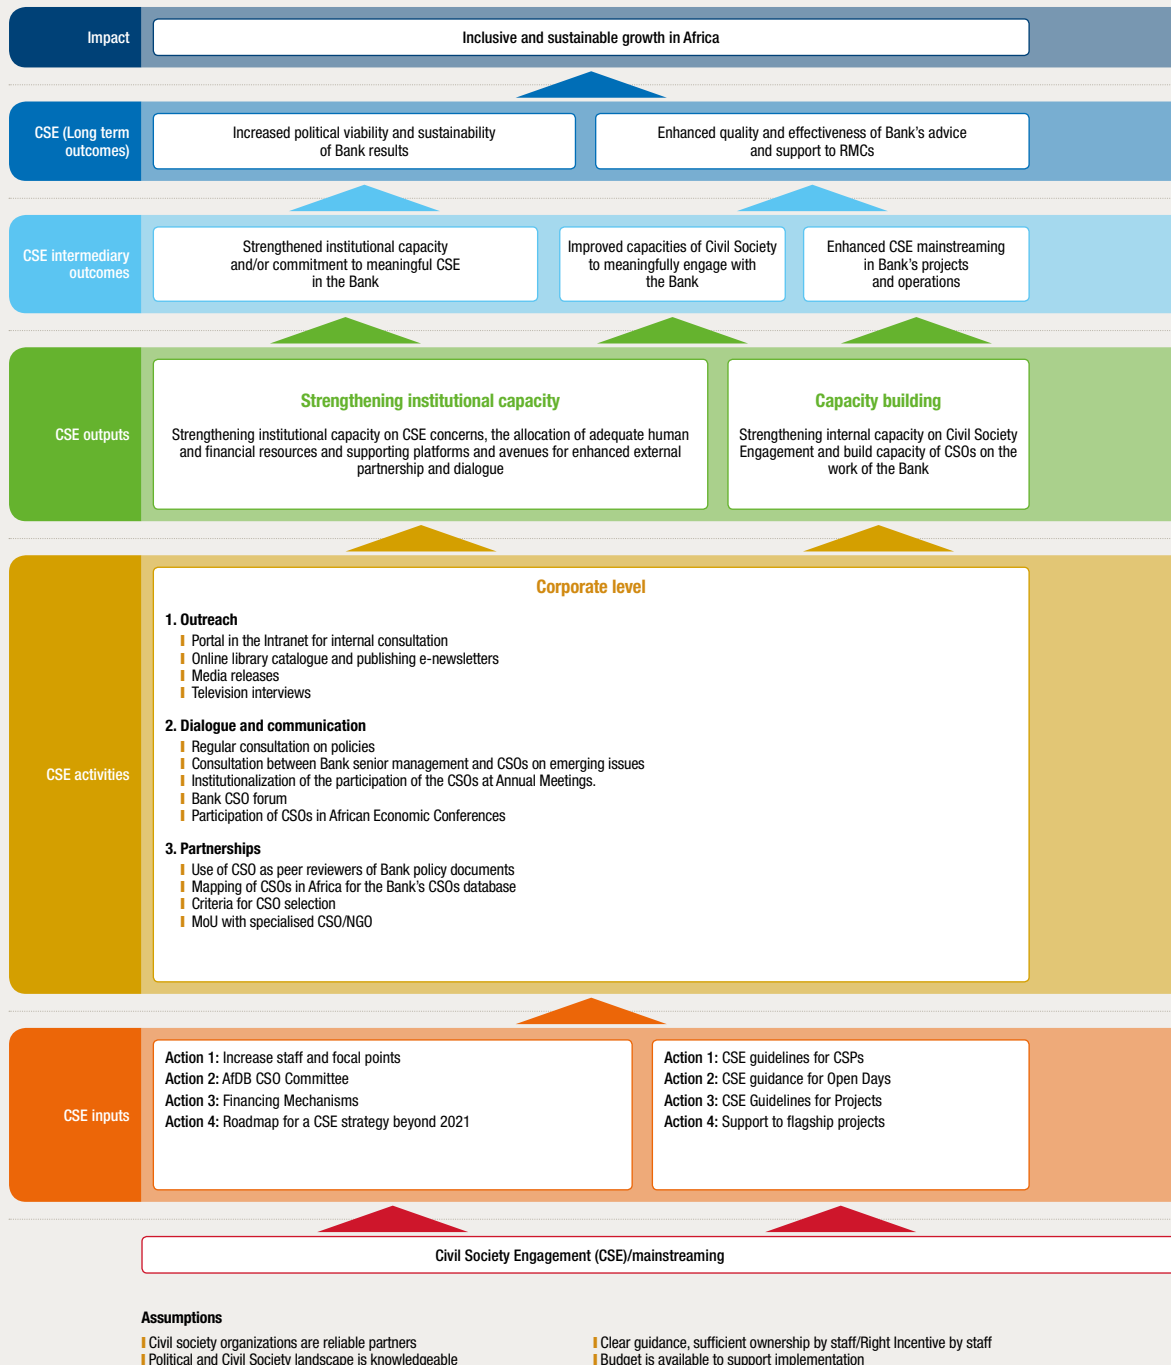 Impact
Inclusive and sustainable growth in Africa
CSE (Long term
outcomes)
Increased political viability and sustainability
of Bank results
Enhanced quality and effectiveness of Bank's advice
and support to RMCs
CSE intermediary
outcomes
Strengthened institutional capacity
and/or commitment to meaningful CSE
in the Bank
Improved capacities of Civil Society
to meaningfully engage with
the Bank
Enhanced CSE mainstreaming
in Bank's projects
and operations
CSE outputs
Strengthening institutional capacity
Strengthening institutional capacity on CSE concerns, the allocation of adequate human
and financial resources and supporting platforms and avenues for enhanced external
partnership and dialogue
Capacity building
Strengthening internal capacity on Civil Society
Engagement and build capacity of CSOs on the
work of the Bank
CSE activities
Corporate level
1. Outreach
Portal in the Intranet for internal consultation
Online library catalogue and publishing e-newsletters
Media releases
Television interviews
2. Dialogue and communication
Regular consultation on policies
Consultation between Bank senior management and CSOs on emerging issues
Institutionalization of the participation of the CSOs at Annual Meetings.
Bank CSO forum
Participation of CSOs in African Economic Conferences
3. Partnerships
Use of CSO as peer reviewers of Bank policy documents
Mapping of CSOs in Africa for the Bank's CSOs database
Criteria for CSO selection
MoU with specialised CSO/NGO
CSE inputs
Action 1: Increase staff and focal points
Action 2: AfDB CSO Committee
Action 3: Financing Mechanisms
Action 4: Roadmap for a CSE strategy beyond 2021
Action 1: CSE guidelines for CSPs
Action 2: CSE guidance for Open Days
Action 3: CSE Guidelines for Projects
Action 4: Support to flagship projects
Civil Society Engagement (CSE)/mainstreaming
Assumptions
Civil society organizations are reliable partners
Political and Civil Society landscape is knowledgeable
Clear guidance, sufficient ownership by staff/Right Incentive by staff
Budget is available to support implementation